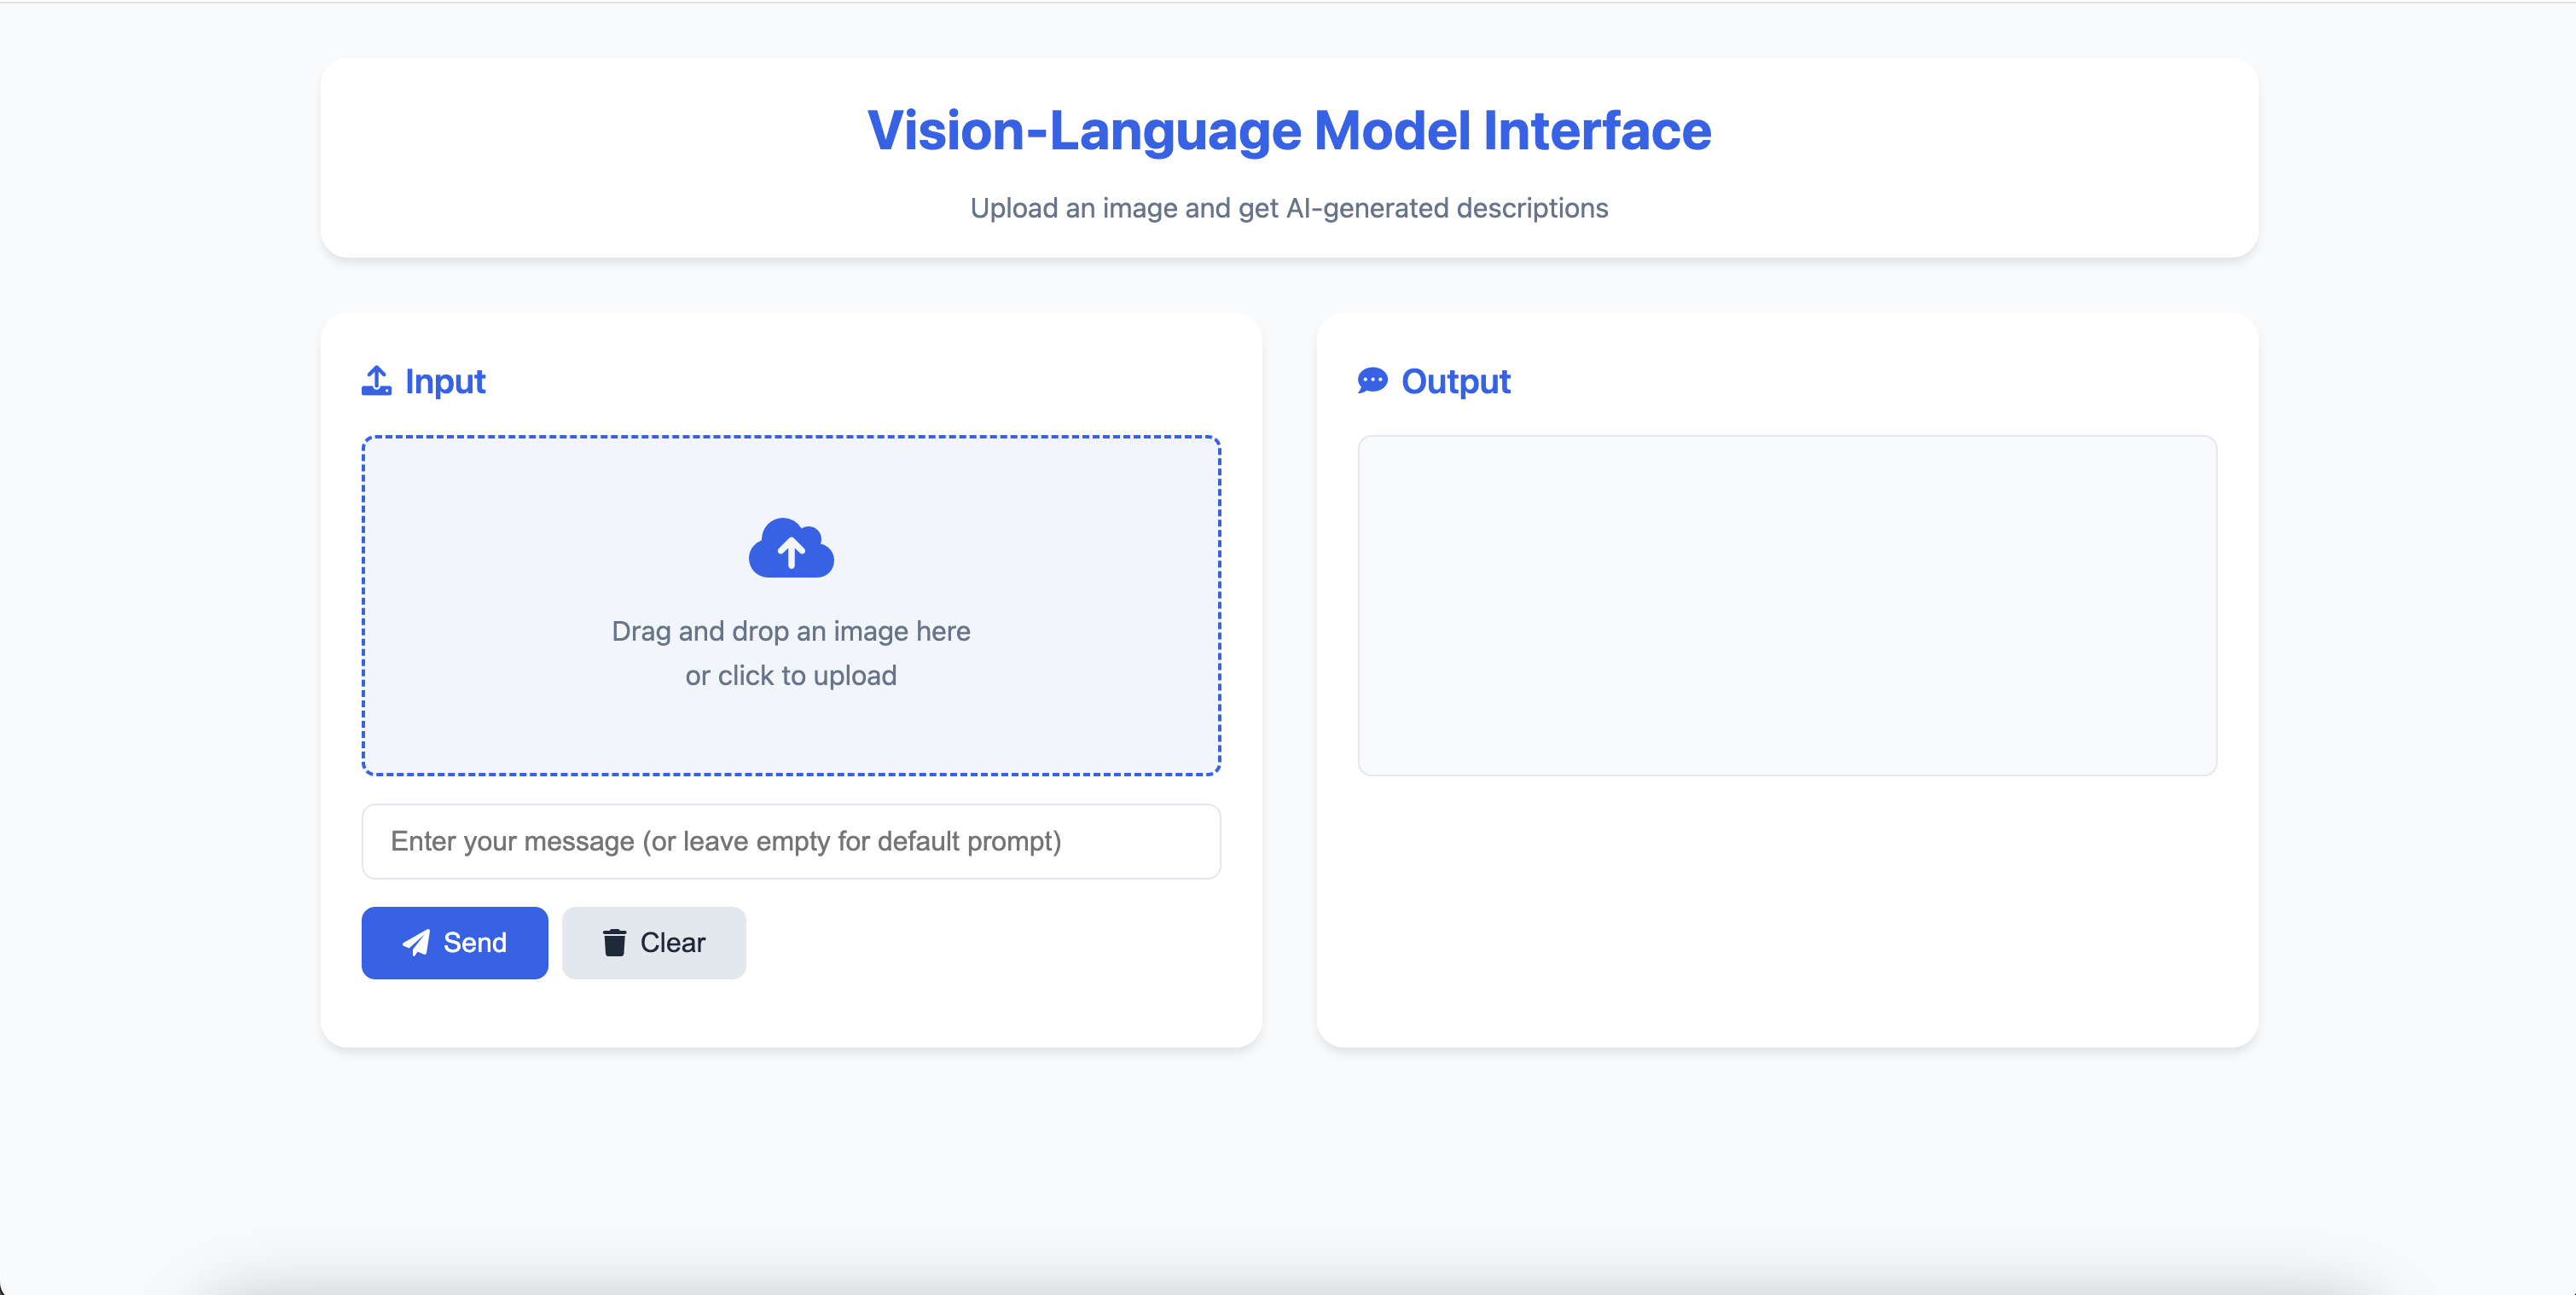 Vision-Language Model Interface
Upload an image and get AI-generated descriptions
Input
Drag and drop an image here
or click to upload
Enter your message (or leave empty for default prompt)
Send
Clear
Output